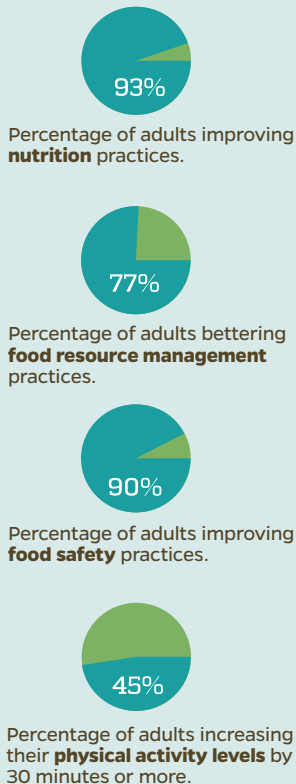 93%
Percentage of adults improving
nutrition practices.
77%
Percentage of adults bettering
food resource management
practices.
90%
Percentage of adults improving
food safety practices.
45%
Percentage of adults increasing
their physical activity levels by
30 minutes or more.